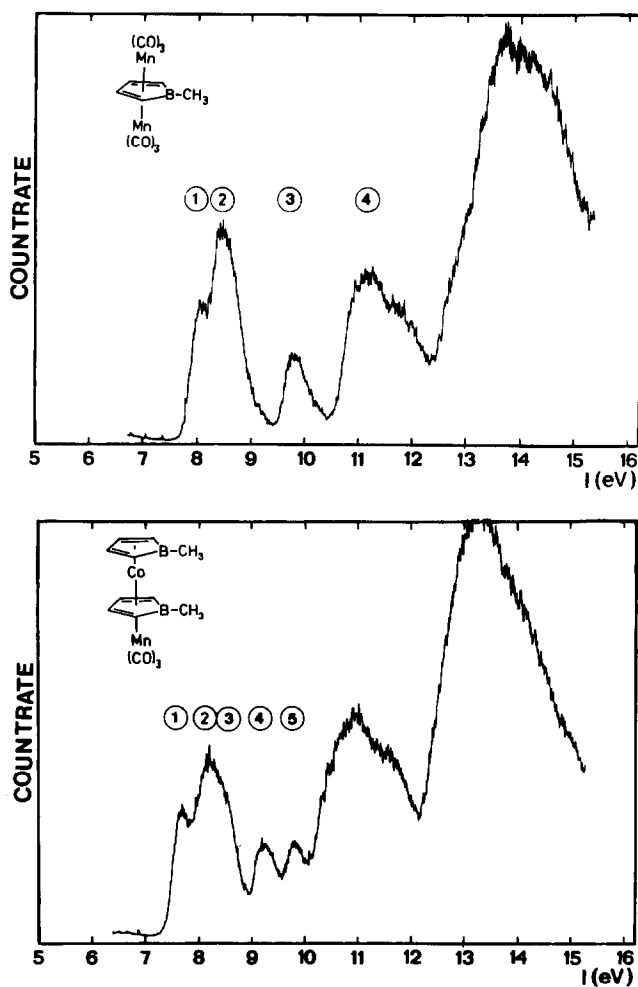 (CO)₃
Mn
B-CH₃
Mn
(CO)₃
① ② ③ ④
COUNTRATE
5 6 7 8 9 10 11 12 13 14 15 16
I (eV)
B-CH₃
Co
B-CH₃
Mn
(CO)₃
① ② ③ ④ ⑤
COUNTRATE
5 6 7 8 9 10 11 12 13 14 15 16
I (eV)